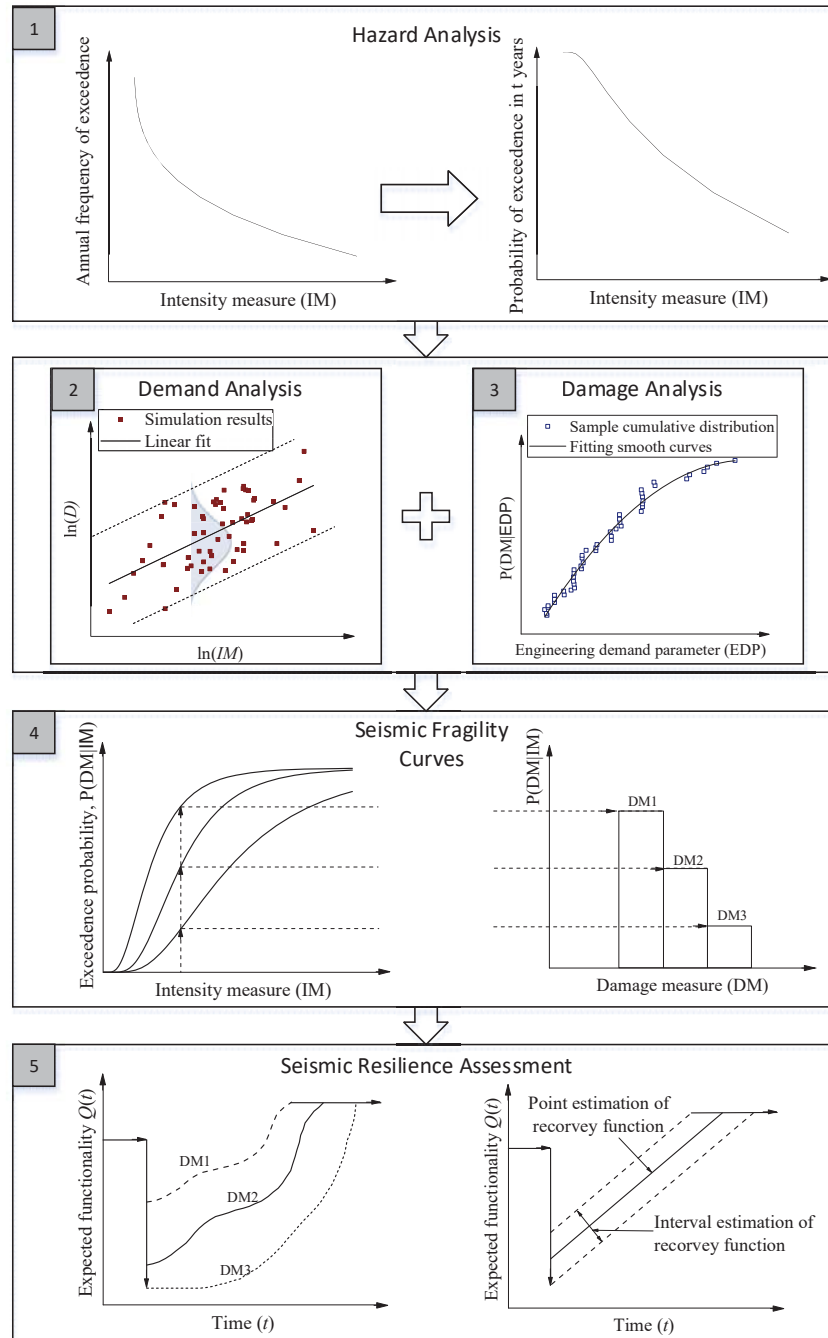 1
Hazard Analysis
Annual frequency of exceedence
Intensity measure (IM)
Probability of exceedence in t years
Intensity measure (IM)
2
Demand Analysis
Simulation results
Linear fit
ln(D)
ln(IM)
3
Damage Analysis
Sample cumulative distribution
Fitting smooth curves
P(DM|EDP)
Engineering demand parameter (EDP)
4
Seismic Fragility
Curves
Exceedence probability, P(DM|IM)
Intensity measure (IM)
P(DM|IM)
DM1
DM2
DM3
Damage measure (DM)
5
Seismic Resilience Assessment
Expected functionality Q(t)
DM1
DM2
DM3
Time (t)
Expected functionality Q(t)
Point estimation of
recorvey function
Interval estimation of
recorvey function
Time (t)